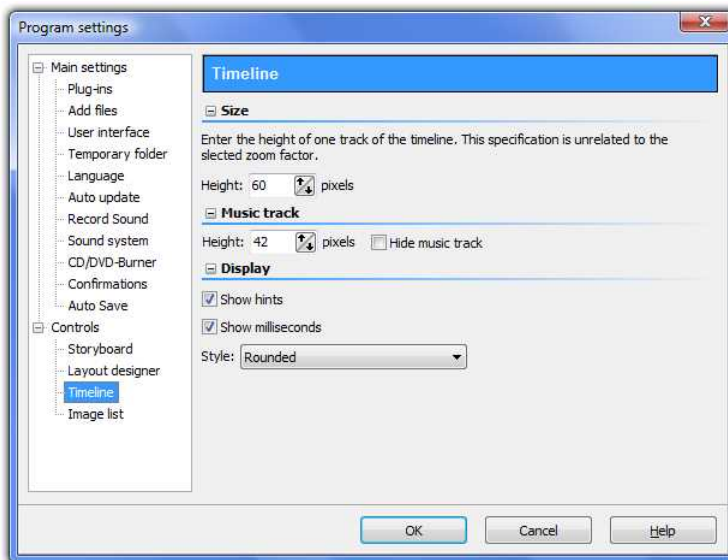 Program settings
Main settings
Plug-ins
Add files
User interface
Temporary folder
Language
Auto update
Record Sound
Sound system
CD/DVD-Burner
Confirmations
Auto Save
Controls
Storyboard
Layout designer
Timeline
Image list
Timeline
Size
Enter the height of one track of the timeline. This specification is unrelated to the
slected zoom factor.
Height: 60 pixels
Music track
Height: 42 pixels Hide music track
Display
Show hints
Show milliseconds
Style: Rounded
OK Cancel Help